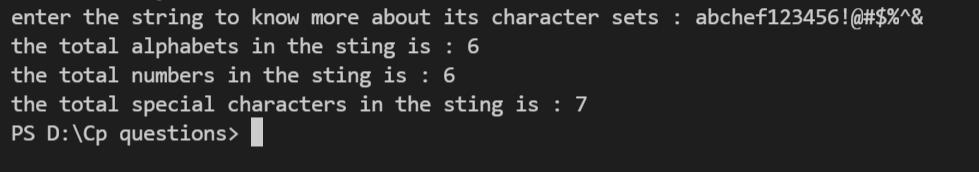 enter the string to know more about its character sets : abchef123456!@#$%^&
the total alphabets in the sting is : 6
the total numbers in the sting is : 6
the total special characters in the sting is : 7
PS D:\Cp questions>